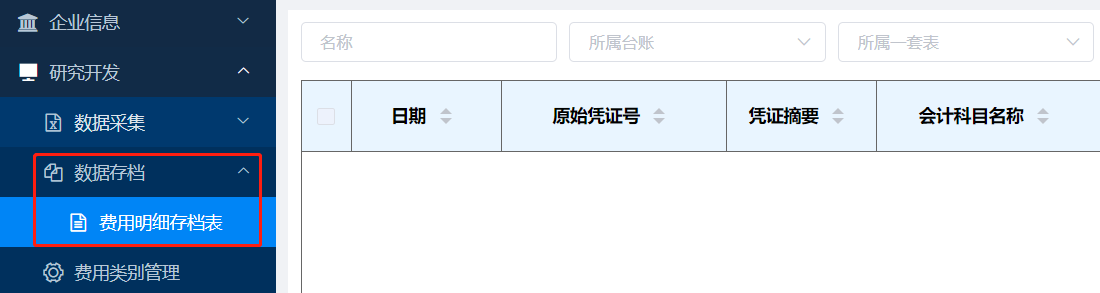 企业信息
研究开发
数据采集
数据存档
费用明细存档表
费用类别管理
名称 所属台账 所属一套表
日期 原始凭证号 凭证摘要 会计科目名称